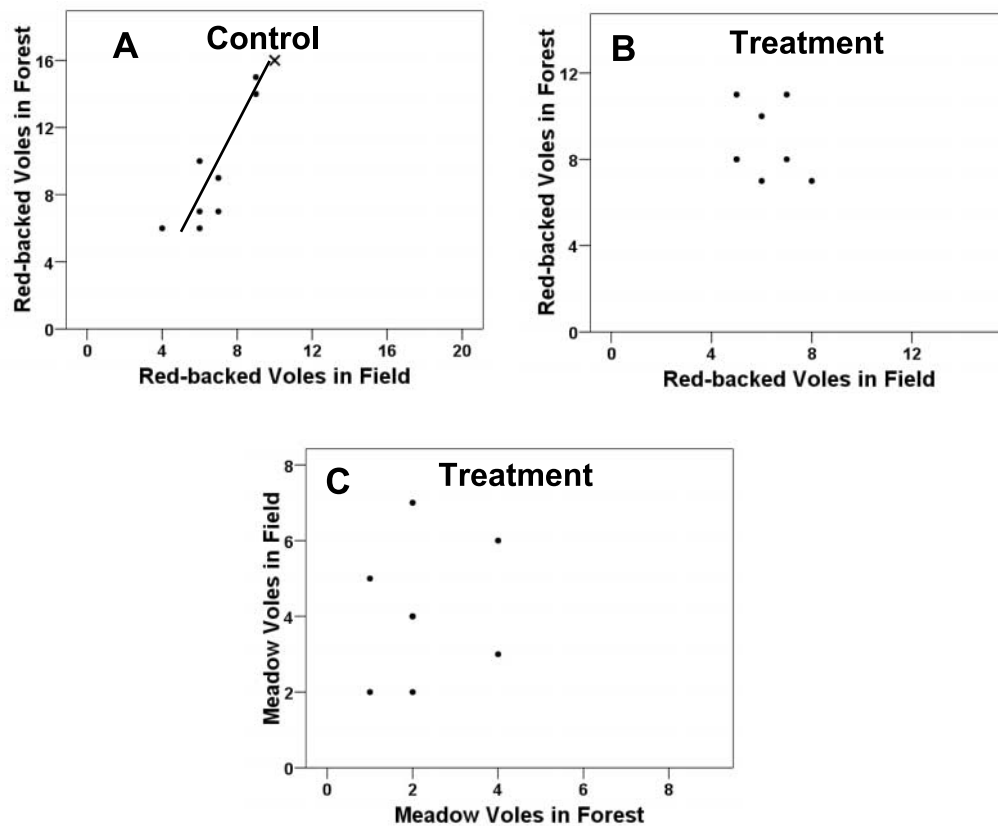 A
Control
Red-backed Voles in Forest
16
12
8
4
0
0 4 8 12 16 20
Red-backed Voles in Field
B
Treatment
Red-backed Voles in Forest
12
8
4
0
0 4 8 12
Red-backed Voles in Field
C
Treatment
Meadow Voles in Field
8
6
4
2
0
0 2 4 6 8
Meadow Voles in Forest